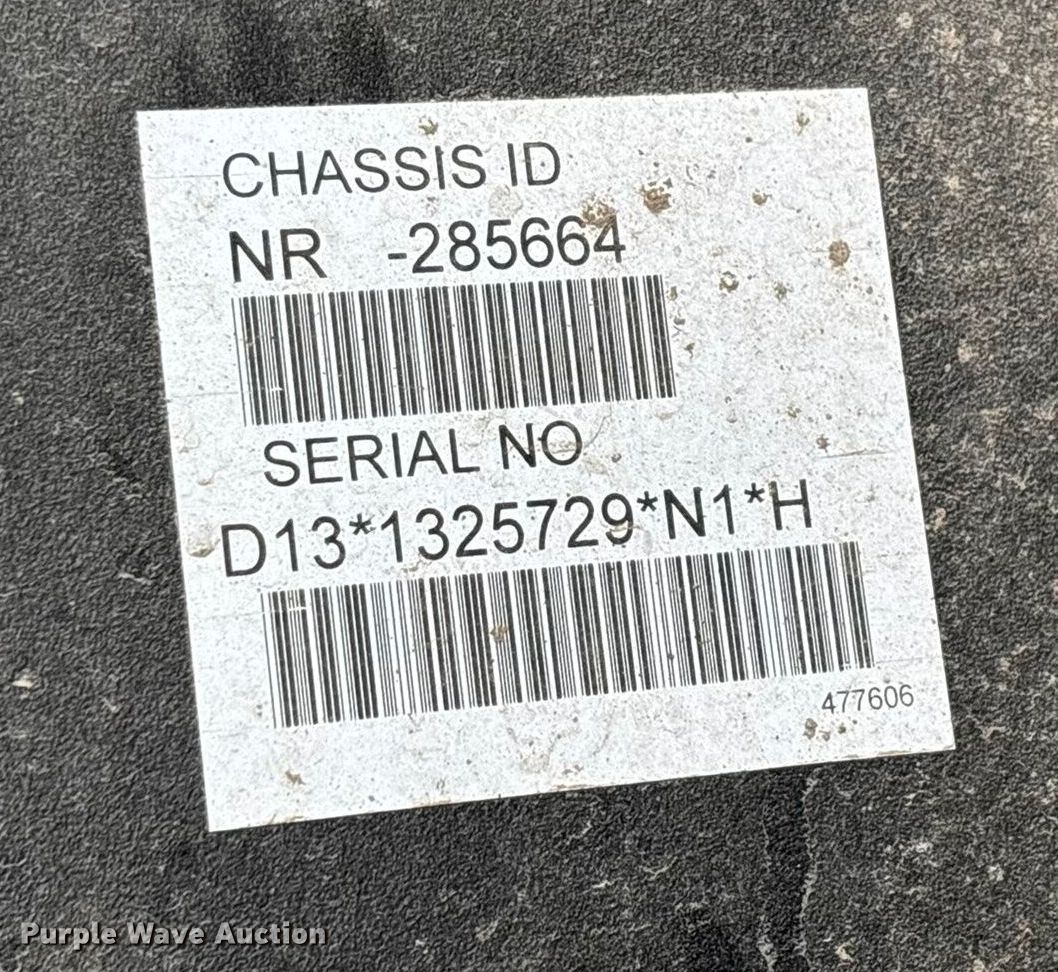 CHASSIS ID
NR -285664
SERIAL NO
D13*1325729*N1*H
477606
Purple Wave Auction